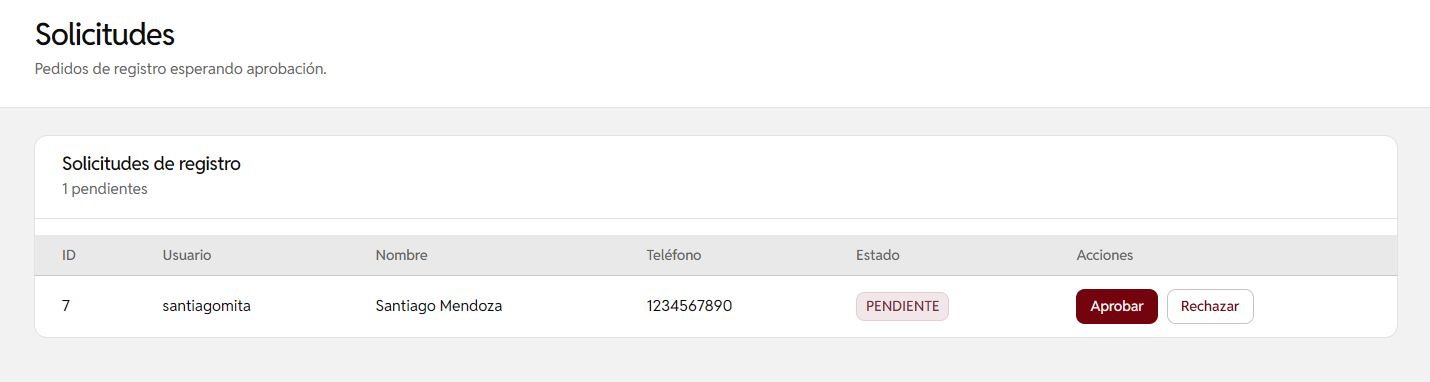 Solicitudes
Pedidos de registro esperando aprobación.
Solicitudes de registro
1 pendientes
ID Usuario Nombre Teléfono Estado Acciones
7 santiagomita Santiago Mendoza 1234567890 PENDIENTE Aprobar Rechazar